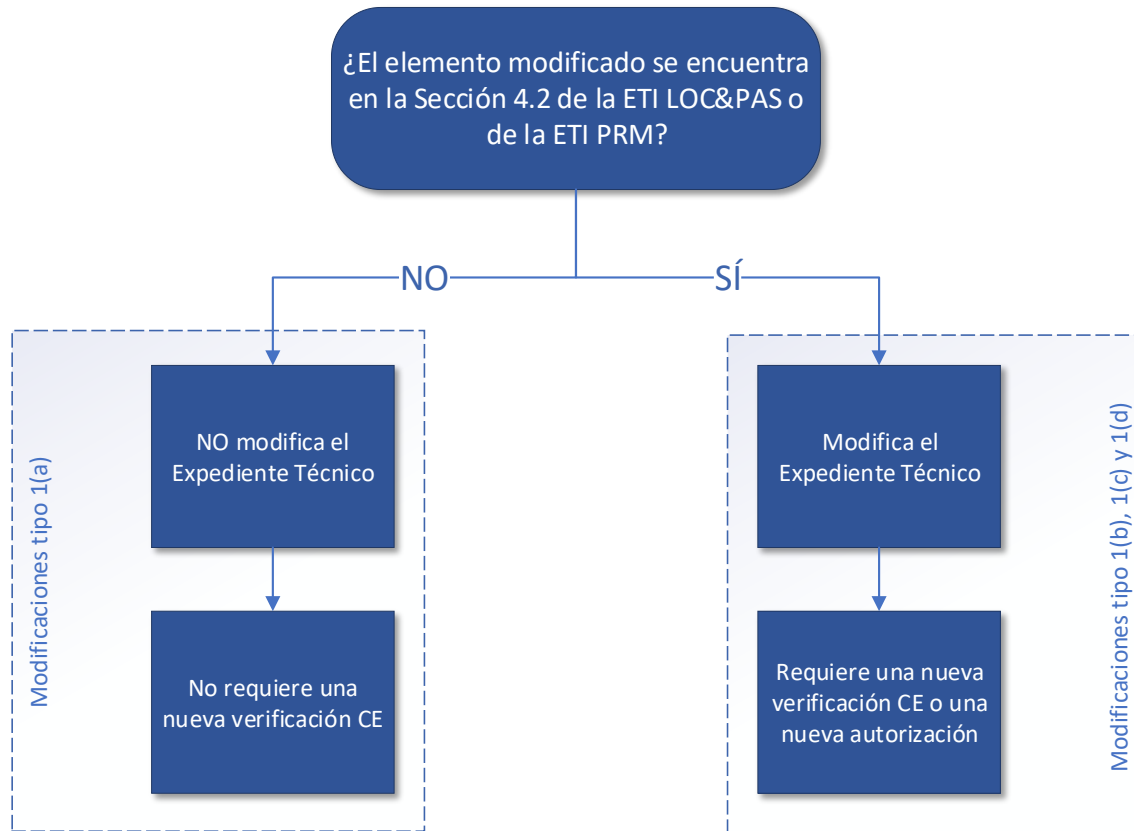 ¿El elemento modificado se encuentra
en la Sección 4.2 de la ETI LOC&PAS o
de la ETI PRM?
NO
SÍ
Modificaciones tipo 1(a)
NO modifica el
Expediente Técnico
No requiere una
nueva verificación CE
Modifica el
Expediente Técnico
Requiere una nueva
verificación CE o una
nueva autorización
Modificaciones tipo 1(b), 1(c) y 1(d)